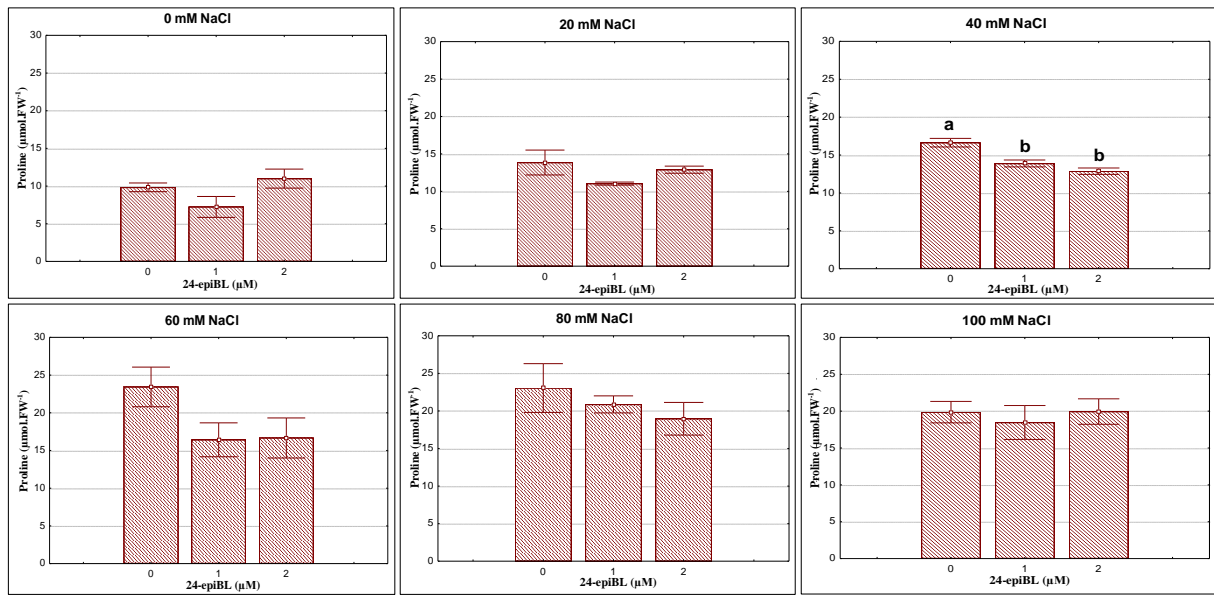 0 mM NaCl
Proline (µmol.FW⁻¹)
30
25
20
15
10
5
0
0 1 2
24-epiBL (µM)
20 mM NaCl
Proline (µmol.FW⁻¹)
30
25
20
15
10
5
0
0 1 2
24-epiBL (µM)
40 mM NaCl
Proline (µmol.FW⁻¹)
30
25
20
15
10
5
0
a
b
b
0 1 2
24-epiBL (µM)
60 mM NaCl
Proline (µmol.FW⁻¹)
30
25
20
15
10
5
0
0 1 2
24-epiBL (µM)
80 mM NaCl
Proline (µmol.FW⁻¹)
30
25
20
15
10
5
0
0 1 2
24-epiBL (µM)
100 mM NaCl
Proline (µmol.FW⁻¹)
30
25
20
15
10
5
0
0 1 2
24-epiBL (µM)